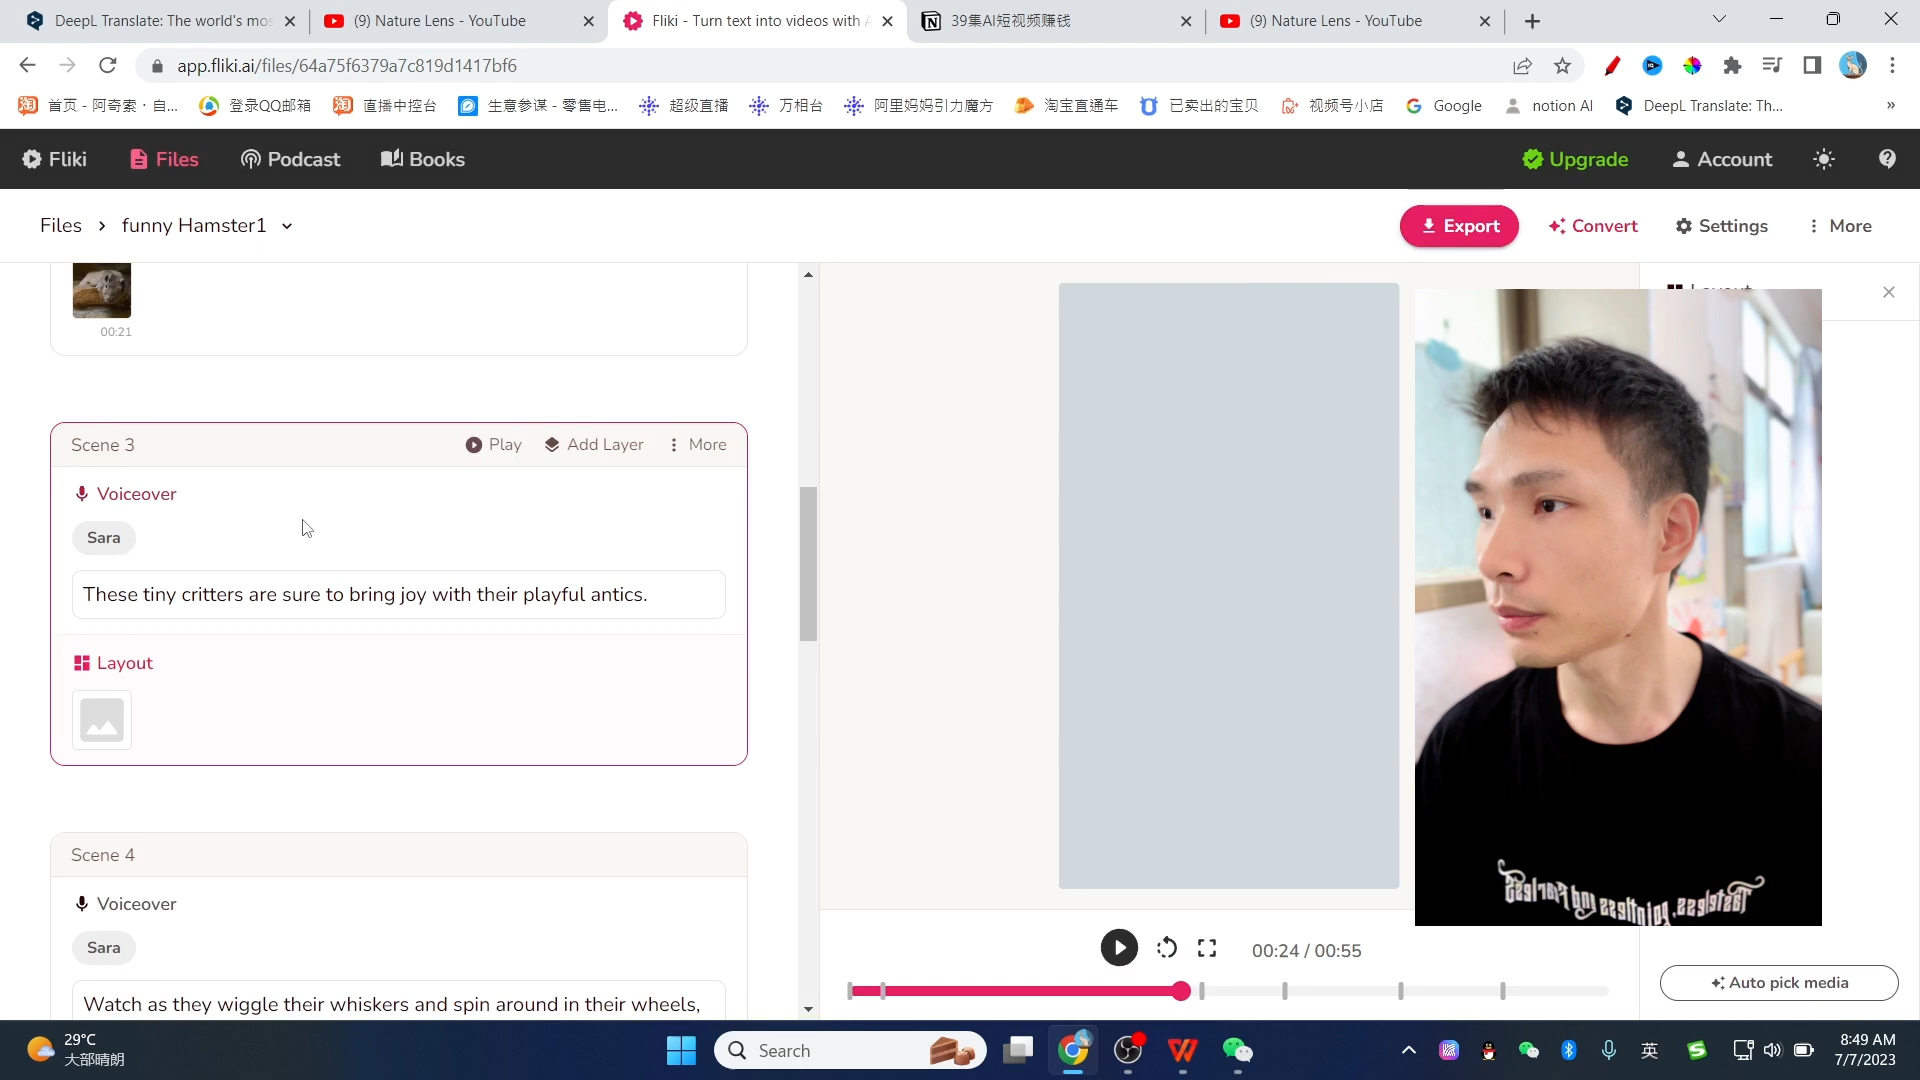 DeepL Translate: The world's mos
(9) Nature Lens - YouTube
Fliki - Turn text into videos with A
39集AI短视频赚钱
(9) Nature Lens - YouTube
app.fliki.ai/files/64a75f6379a7c819d1417bf6
首页 - 阿奇索 · 自...
登录QQ邮箱
直播中控台
生意参谋 - 零售电...
超级直播
万相台
阿里妈妈引力魔方
淘宝直通车
已卖出的宝贝
视频号小店
Google
notion AI
DeepL Translate: Th...
Fliki
Files
Podcast
Books
Upgrade
Account
Files › funny Hamster1
Export
Convert
Settings
More
00:21
Layout
Scene 3
Play
Add Layer
More
Voiceover
Sara
These tiny critters are sure to bring joy with their playful antics.
Layout
Scene 4
Voiceover
Sara
Watch as they wiggle their whiskers and spin around in their wheels,
00:24 / 00:55
Auto pick media
29°C
大部晴朗
Search
英
8:49 AM
7/7/2023